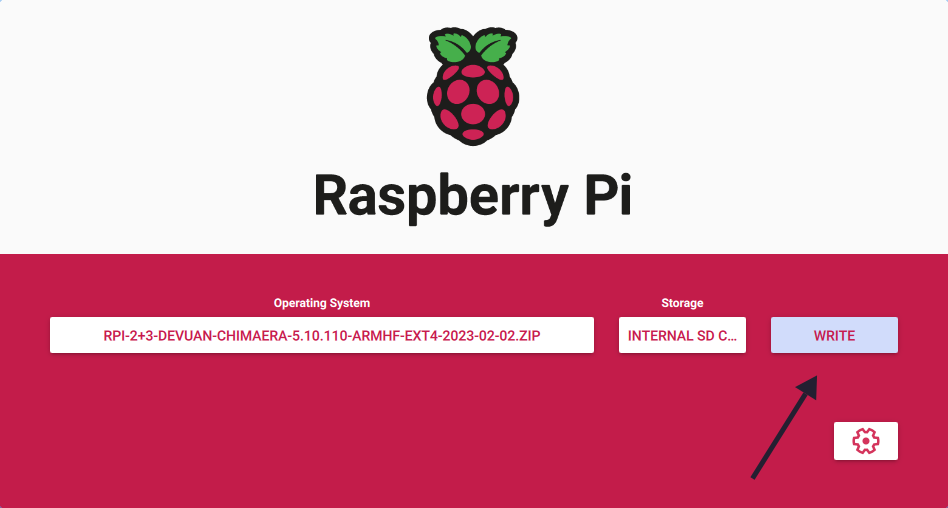 Raspberry Pi
Operating System
Storage
RPI-2+3-DEVUAN-CHIMAERA-5.10.110-ARMHF-EXT4-2023-02-02.ZIP
INTERNAL SD C...
WRITE